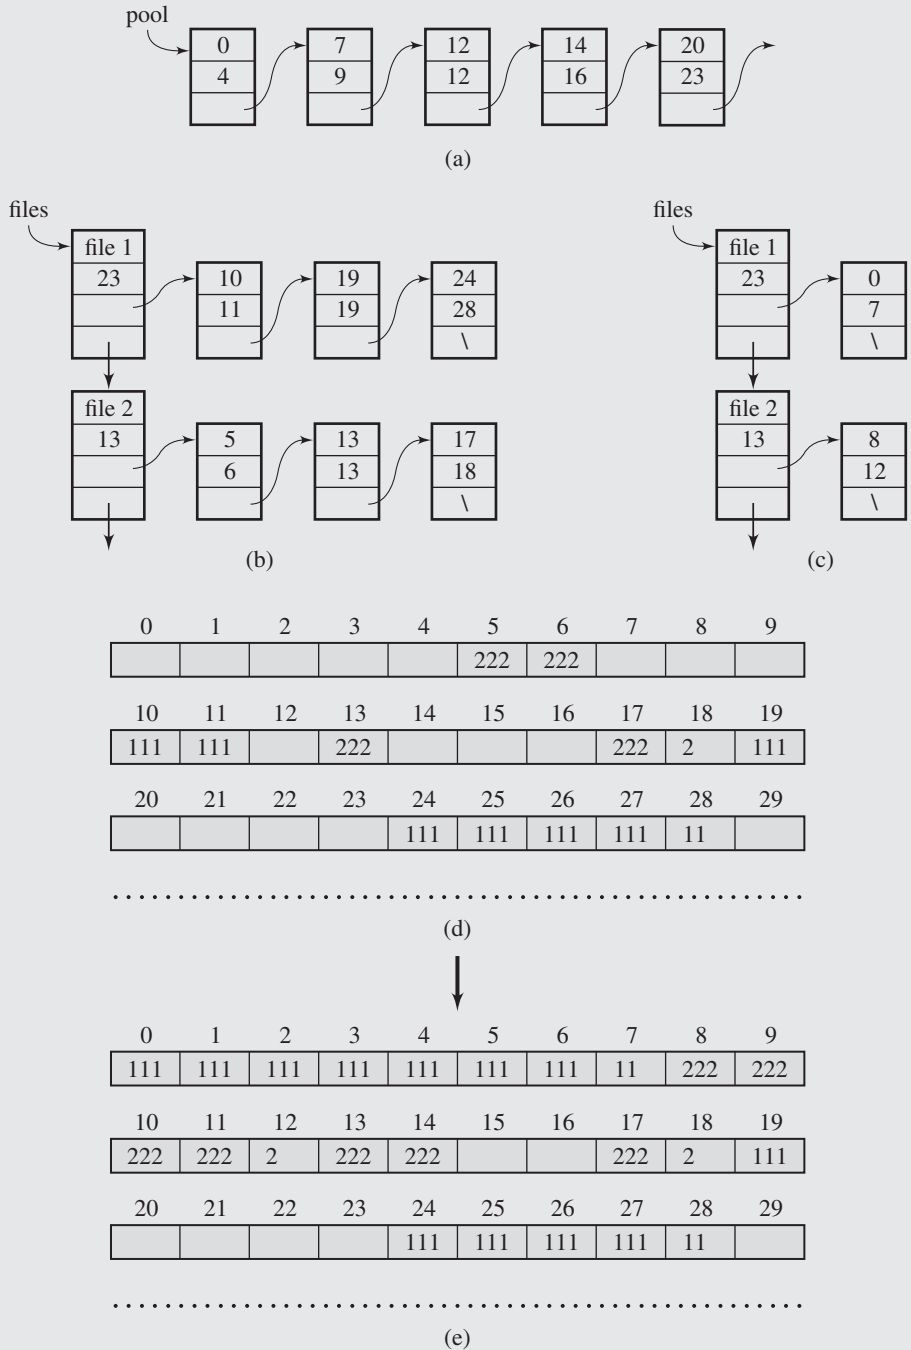 pool
0 7 12 14 20
4 9 12 16 23
(a)
files
file 1
23 10 19 24
11 19 28
\
file 2
13 5 13 17
6 13 18
\
(b)
files
file 1
23 0
7
\
file 2
13 8
12
\
(c)
0 1 2 3 4 5 6 7 8 9
222 222
10 11 12 13 14 15 16 17 18 19
111 111 222 222 2 111
20 21 22 23 24 25 26 27 28 29
111 111 111 111 11
(d)
0 1 2 3 4 5 6 7 8 9
111 111 111 111 111 111 111 11 222 222
10 11 12 13 14 15 16 17 18 19
222 222 2 222 222 222 2 111
20 21 22 23 24 25 26 27 28 29
111 111 111 111 11
(e)